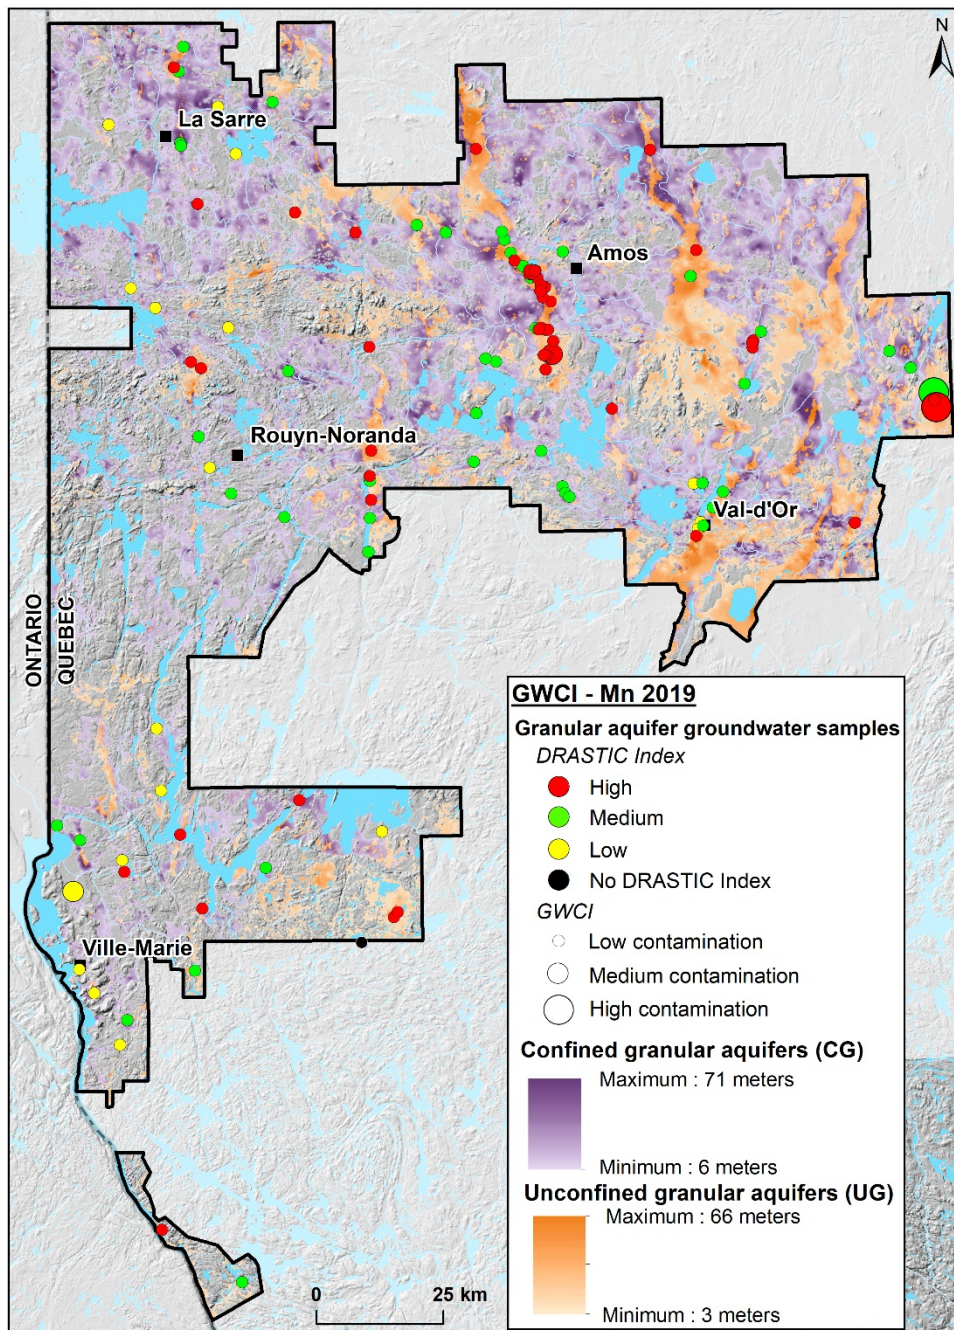 N
La Sarre
Amos
Rouyn-Noranda
Val-d'Or
ONTARIO
QUEBEC
Ville-Marie
GWCI - Mn 2019
Granular aquifer groundwater samples
DRASTIC Index
High
Medium
Low
No DRASTIC Index
GWCI
Low contamination
Medium contamination
High contamination
Confined granular aquifers (CG)
Maximum : 71 meters
Minimum : 6 meters
Unconfined granular aquifers (UG)
Maximum : 66 meters
Minimum : 3 meters
0 25 km